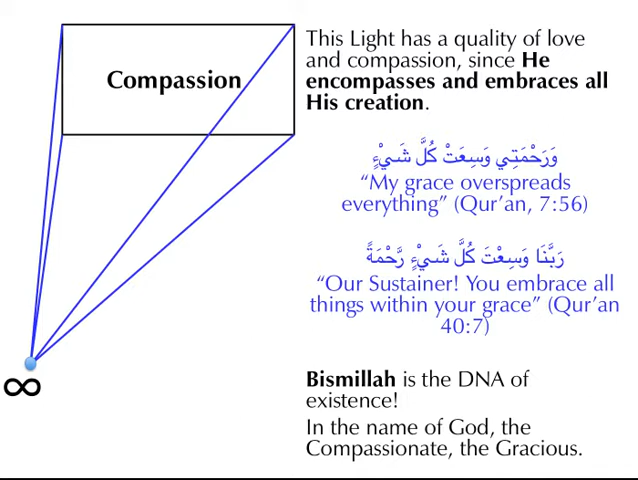 Compassion
∞
This Light has a quality of love
and compassion, since He
encompasses and embraces all
His creation.
وَرَحْمَتِي وَسِعَتْ كُلَّ شَيْءٍ
“My grace overspreads
everything” (Qur’an, 7:56)
رَبَّنَا وَسِعْتَ كُلَّ شَيْءٍ رَّحْمَةً
“Our Sustainer! You embrace all
things within your grace” (Qur’an
40:7)
Bismillah is the DNA of
existence!
In the name of God, the
Compassionate, the Gracious.